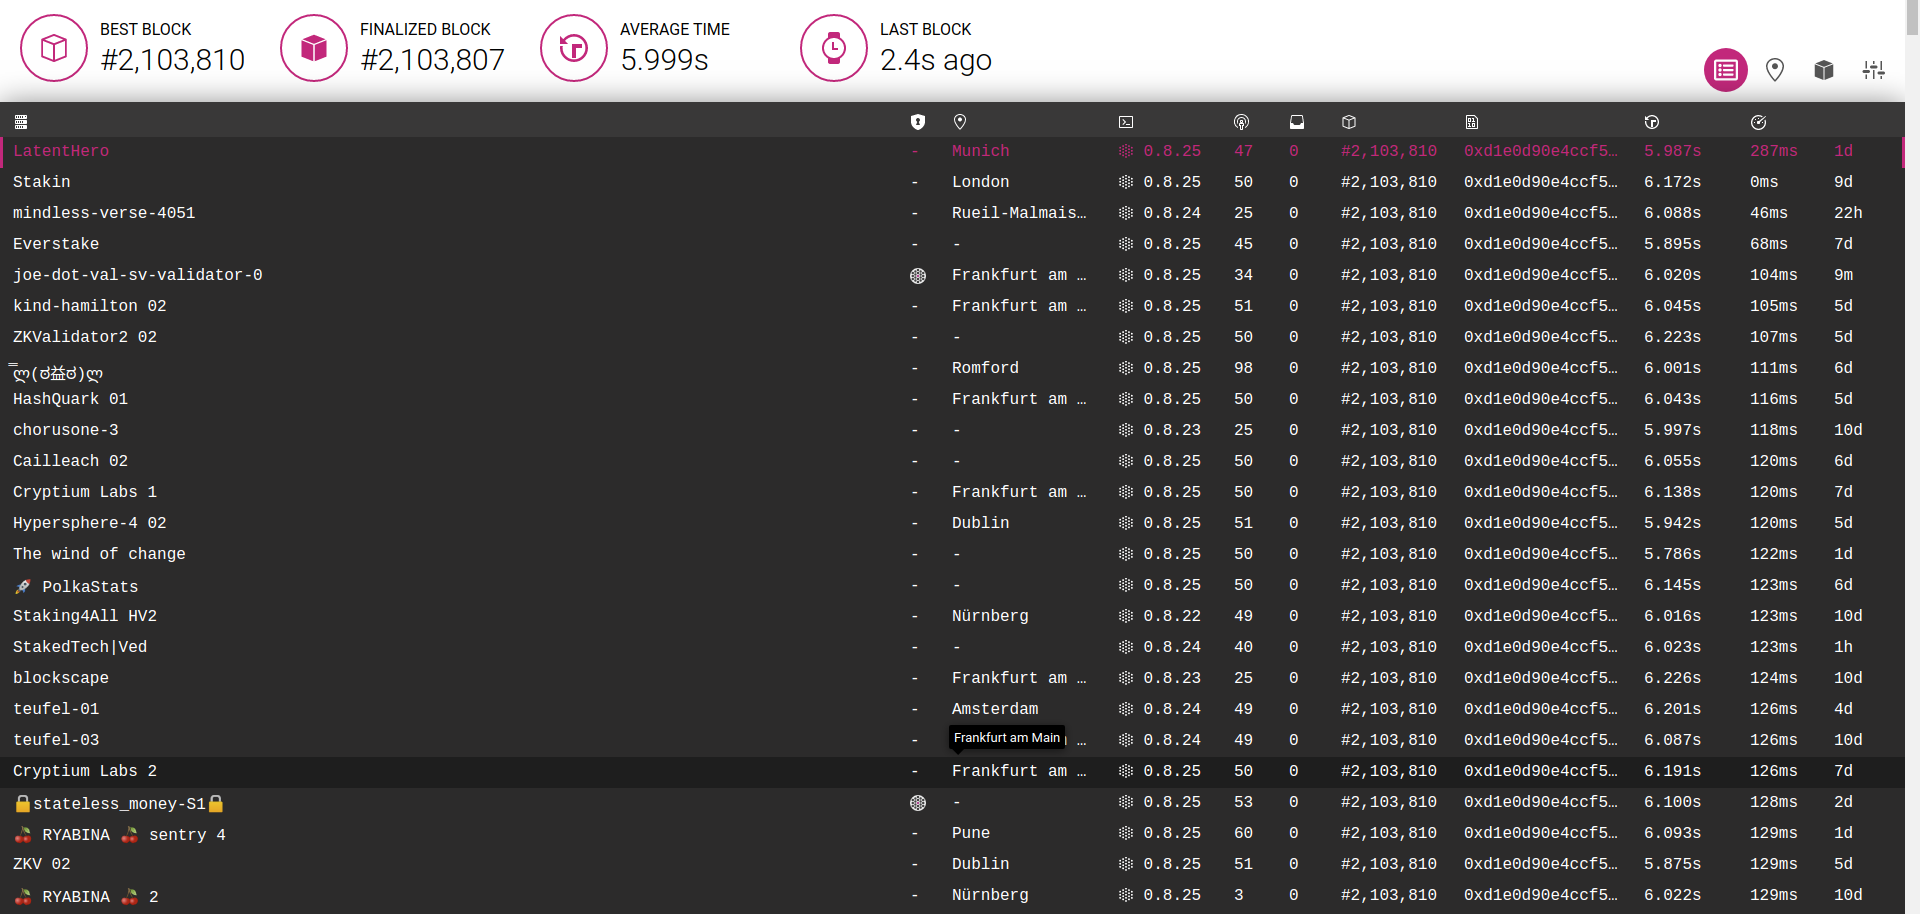 BEST BLOCK
#2,103,810
FINALIZED BLOCK
#2,103,807
AVERAGE TIME
5.999s
LAST BLOCK
2.4s ago
LatentHero - Munich 0.8.25 47 0 #2,103,810 0xd1e0d90e4ccf5… 5.987s 287ms 1d
Stakin - London 0.8.25 50 0 #2,103,810 0xd1e0d90e4ccf5… 6.172s 0ms 9d
mindless-verse-4051 - Rueil-Malmais… 0.8.24 25 0 #2,103,810 0xd1e0d90e4ccf5… 6.088s 46ms 22h
Everstake - - 0.8.25 45 0 #2,103,810 0xd1e0d90e4ccf5… 5.895s 68ms 7d
joe-dot-val-sv-validator-0 Frankfurt am … 0.8.25 34 0 #2,103,810 0xd1e0d90e4ccf5… 6.020s 104ms 9m
kind-hamilton 02 - Frankfurt am … 0.8.25 51 0 #2,103,810 0xd1e0d90e4ccf5… 6.045s 105ms 5d
ZKValidator2 02 - - 0.8.25 50 0 #2,103,810 0xd1e0d90e4ccf5… 6.223s 107ms 5d
̿ლ(ಠ益ಠ)ლ - Romford 0.8.25 98 0 #2,103,810 0xd1e0d90e4ccf5… 6.001s 111ms 6d
HashQuark 01 - Frankfurt am … 0.8.25 50 0 #2,103,810 0xd1e0d90e4ccf5… 6.043s 116ms 5d
chorusone-3 - - 0.8.23 25 0 #2,103,810 0xd1e0d90e4ccf5… 5.997s 118ms 10d
Cailleach 02 - - 0.8.25 50 0 #2,103,810 0xd1e0d90e4ccf5… 6.055s 120ms 6d
Cryptium Labs 1 - Frankfurt am … 0.8.25 50 0 #2,103,810 0xd1e0d90e4ccf5… 6.138s 120ms 7d
Hypersphere-4 02 - Dublin 0.8.25 51 0 #2,103,810 0xd1e0d90e4ccf5… 5.942s 120ms 5d
The wind of change - - 0.8.25 50 0 #2,103,810 0xd1e0d90e4ccf5… 5.786s 122ms 1d
🚀 PolkaStats - - 0.8.25 50 0 #2,103,810 0xd1e0d90e4ccf5… 6.145s 123ms 6d
Staking4All HV2 - Nürnberg 0.8.22 49 0 #2,103,810 0xd1e0d90e4ccf5… 6.016s 123ms 10d
StakedTech|Ved - - 0.8.24 40 0 #2,103,810 0xd1e0d90e4ccf5… 6.023s 123ms 1h
blockscape - Frankfurt am … 0.8.23 25 0 #2,103,810 0xd1e0d90e4ccf5… 6.226s 124ms 10d
teufel-01 - Amsterdam 0.8.24 49 0 #2,103,810 0xd1e0d90e4ccf5… 6.201s 126ms 4d
teufel-03 - Frankfurt am Main … 0.8.24 49 0 #2,103,810 0xd1e0d90e4ccf5… 6.087s 126ms 10d
Cryptium Labs 2 - Frankfurt am … 0.8.25 50 0 #2,103,810 0xd1e0d90e4ccf5… 6.191s 126ms 7d
🔒stateless_money-S1🔒 - 0.8.25 53 0 #2,103,810 0xd1e0d90e4ccf5… 6.100s 128ms 2d
🍒 RYABINA 🍒 sentry 4 - Pune 0.8.25 60 0 #2,103,810 0xd1e0d90e4ccf5… 6.093s 129ms 1d
ZKV 02 - Dublin 0.8.25 51 0 #2,103,810 0xd1e0d90e4ccf5… 5.875s 129ms 5d
🍒 RYABINA 🍒 2 - Nürnberg 0.8.25 3 0 #2,103,810 0xd1e0d90e4ccf5… 6.022s 129ms 10d